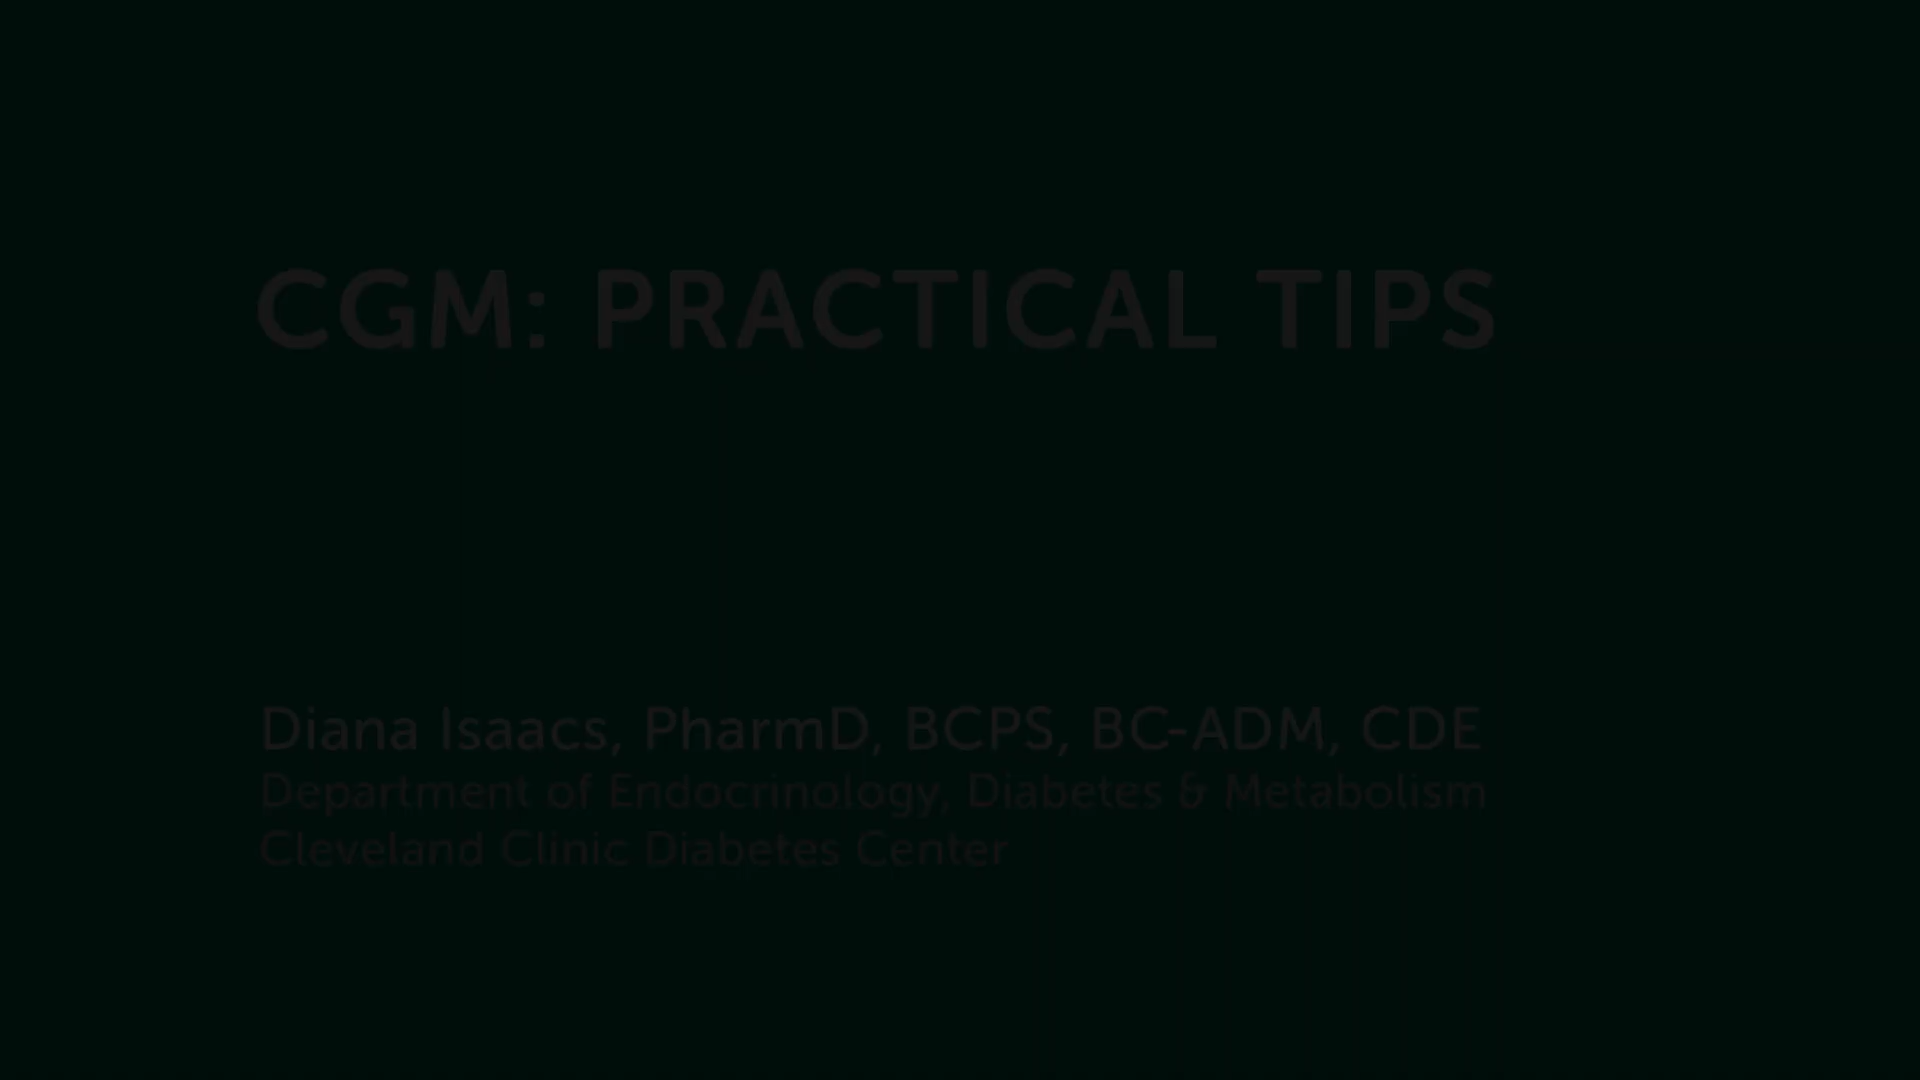 CGM: PRACTICAL TIPS
Diana Isaacs, PharmD, BCPS, BC-ADM, CDE
Department of Endocrinology, Diabetes & Metabolism
Cleveland Clinic Diabetes Center